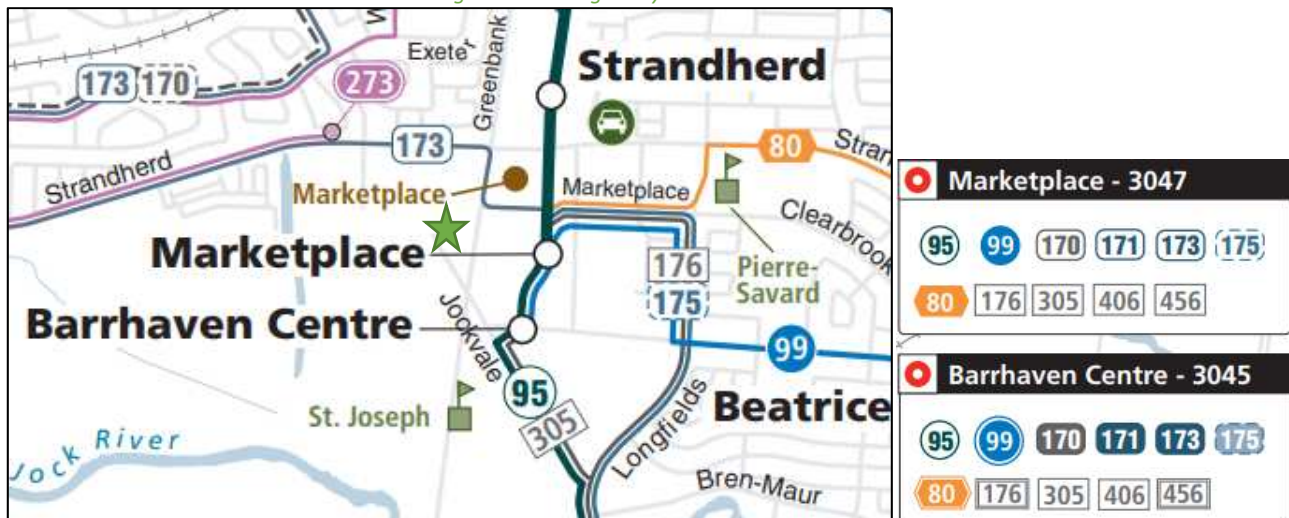 Exeter
Greenbank
Strandherd
173 170
273
173
80
Strandherd
Marketplace
Marketplace
Clearbrook
Marketplace
176
175
Pierre-
Savard
Barrhaven Centre
Jockvale
99
95
305
St. Joseph
Longfields
Beatrice
Jock River
Bren-Maur
Marketplace - 3047
95 99 170 171 173 175
80 176 305 406 456
Barrhaven Centre - 3045
95 99 170 171 173 175
80 176 305 406 456